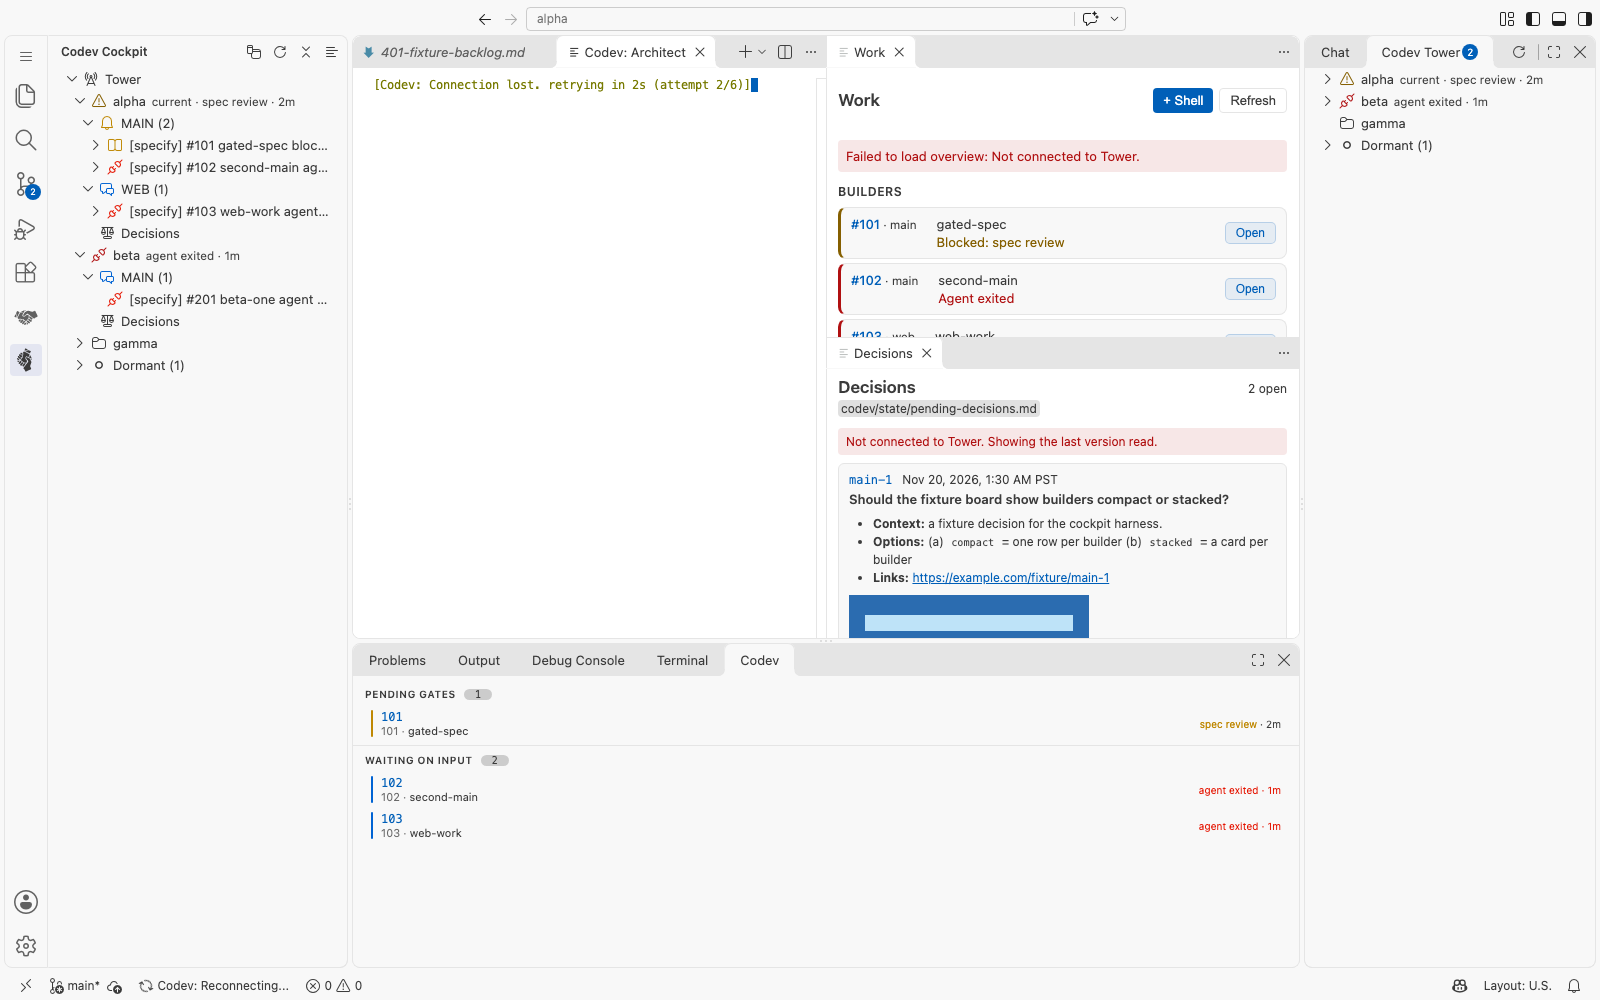 alpha
Codev Cockpit
Tower
alpha current · spec review · 2m
MAIN (2)
[specify] #101 gated-spec bloc...
[specify] #102 second-main ag...
WEB (1)
[specify] #103 web-work agent...
Decisions
beta agent exited · 1m
MAIN (1)
[specify] #201 beta-one agent ...
Decisions
gamma
Dormant (1)
2
401-fixture-backlog.md
Codev: Architect
[Codev: Connection lost. retrying in 2s (attempt 2/6)]
Work
Work
+ Shell
Refresh
Failed to load overview: Not connected to Tower.
BUILDERS
#101 · main gated-spec
Blocked: spec review
Open
#102 · main second-main
Agent exited
Open
#103 · web web-work
Decisions
Decisions
2 open
codev/state/pending-decisions.md
Not connected to Tower. Showing the last version read.
main-1 Nov 20, 2026, 1:30 AM PST
Should the fixture board show builders compact or stacked?
• Context: a fixture decision for the cockpit harness.
• Options: (a) compact = one row per builder (b) stacked = a card per
builder
• Links: https://example.com/fixture/main-1
Problems
Output
Debug Console
Terminal
Codev
PENDING GATES 1
101
101 · gated-spec
spec review · 2m
WAITING ON INPUT 2
102
102 · second-main
agent exited · 1m
103
103 · web-work
agent exited · 1m
Chat
Codev Tower 2
alpha current · spec review · 2m
beta agent exited · 1m
gamma
Dormant (1)
main*
Codev: Reconnecting...
0
0
Layout: U.S.